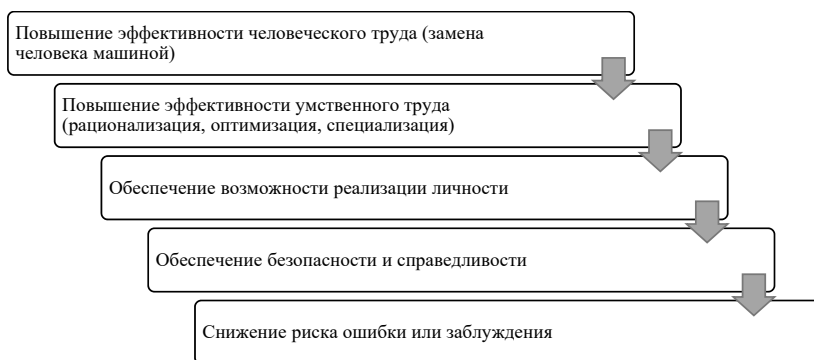 Повышение эффективности человеческого труда (замена
человека машиной)
Повышение эффективности умственного труда
(рационализация, оптимизация, специализация)
Обеспечение возможности реализации личности
Обеспечение безопасности и справедливости
Снижение риска ошибки или заблуждения